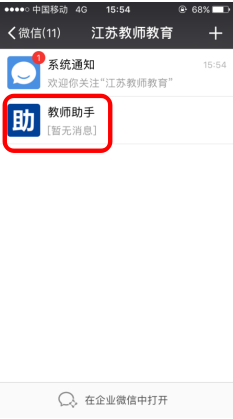 中国移动 4G 15:54 68%
微信(11) 江苏教师教育 +
1
系统通知 15:54
欢迎你关注“江苏教师教育”
助 教师助手
[暂无消息]
在企业微信中打开